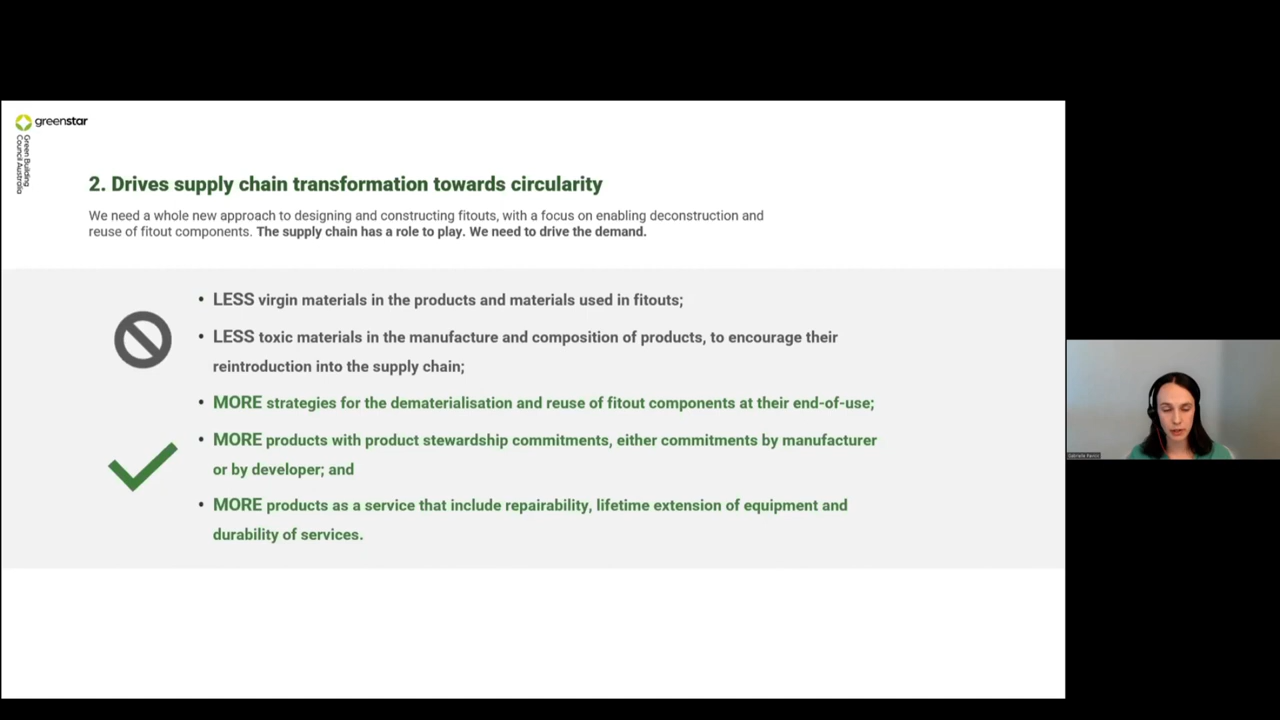 greenstar
Green Building
Council Australia
2. Drives supply chain transformation towards circularity
We need a whole new approach to designing and constructing fitouts, with a focus on enabling deconstruction and
reuse of fitout components. The supply chain has a role to play. We need to drive the demand.
• LESS virgin materials in the products and materials used in fitouts;
• LESS toxic materials in the manufacture and composition of products, to encourage their
reintroduction into the supply chain;
• MORE strategies for the dematerialisation and reuse of fitout components at their end-of-use;
• MORE products with product stewardship commitments, either commitments by manufacturer
or by developer; and
• MORE products as a service that include repairability, lifetime extension of equipment and
durability of services.